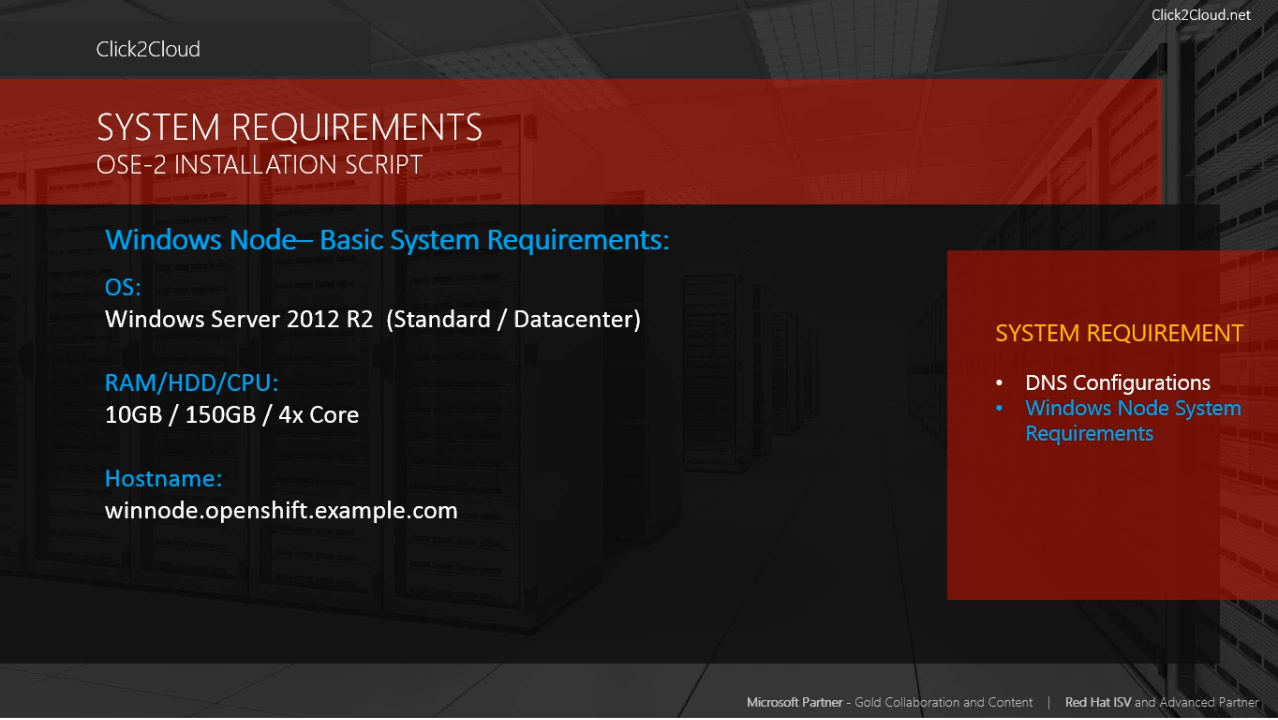 Click2Cloud.net
Click2Cloud
SYSTEM REQUIREMENTS
OSE-2 INSTALLATION SCRIPT
Windows Node– Basic System Requirements:
OS:
Windows Server 2012 R2 (Standard / Datacenter)
RAM/HDD/CPU:
10GB / 150GB / 4x Core
Hostname:
winnode.openshift.example.com
SYSTEM REQUIREMENT
• DNS Configurations
• Windows Node System
Requirements
Microsoft Partner - Gold Collaboration and Content | Red Hat ISV and Advanced Partner